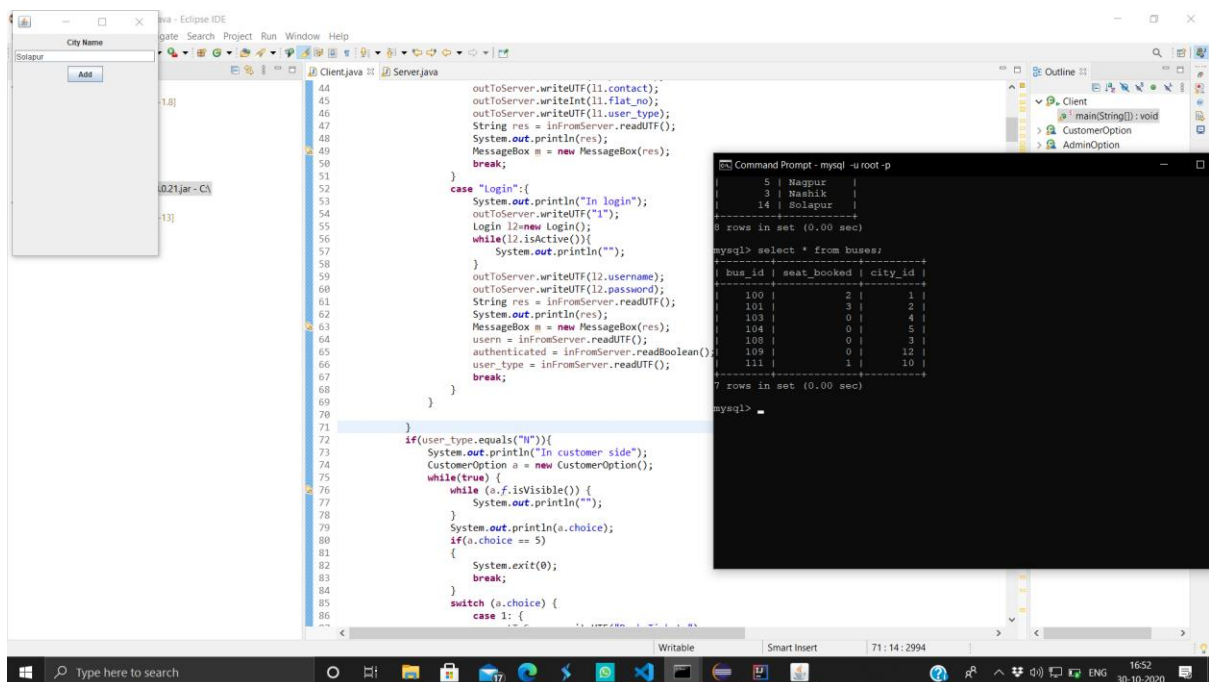 ava - Eclipse IDE
gate Search Project Run Window Help
City Name
Solapur
Add
-1.8]
.0.21.jar - C:\
-13]
Client.java
Server.java
44 outToServer.writeUTF(l1.contact);
45 outToServer.writeInt(l1.flat_no);
46 outToServer.writeUTF(l1.user_type);
47 String res = inFromServer.readUTF();
48 System.out.println(res);
49 MessageBox m = new MessageBox(res);
50 break;
51 }
52 case "Login":{
53 System.out.println("In login");
54 outToServer.writeUTF("1");
55 Login l2=new Login();
56 while(l2.isActive()){
57 System.out.println("");
58 }
59 outToServer.writeUTF(l2.username);
60 outToServer.writeUTF(l2.password);
61 String res = inFromServer.readUTF();
62 System.out.println(res);
63 MessageBox m = new MessageBox(res);
64 usern = inFromServer.readUTF();
65 authenticated = inFromServer.readBoolean();
66 user_type = inFromServer.readUTF();
67 break;
68 }
69 }
70
71 }
72 if(user_type.equals("N")){
73 System.out.println("In customer side");
74 CustomerOption a = new CustomerOption();
75 while(true) {
76 while (a.f.isVisible()) {
77 System.out.println("");
78 }
79 System.out.println(a.choice);
80 if(a.choice == 5)
81 {
82 System.exit(0);
83 break;
84 }
85 switch (a.choice) {
86 case 1: {
Outline
Client
main(String[]) : void
CustomerOption
AdminOption
Command Prompt - mysql -u root -p
| 5 | Nagpur |
| 3 | Nashik |
| 14 | Solapur |
+---------+-----------+
8 rows in set (0.00 sec)
mysql> select * from buses;
+--------+-------------+---------+
| bus_id | seat_booked | city_id |
+--------+-------------+---------+
| 100 | 2 | 1 |
| 101 | 3 | 2 |
| 103 | 0 | 4 |
| 104 | 0 | 5 |
| 108 | 0 | 3 |
| 109 | 0 | 12 |
| 111 | 1 | 10 |
+--------+-------------+---------+
7 rows in set (0.00 sec)
mysql>
Writable Smart Insert 71 : 14 : 2994
Type here to search
17
ENG
16:52
30-10-2020